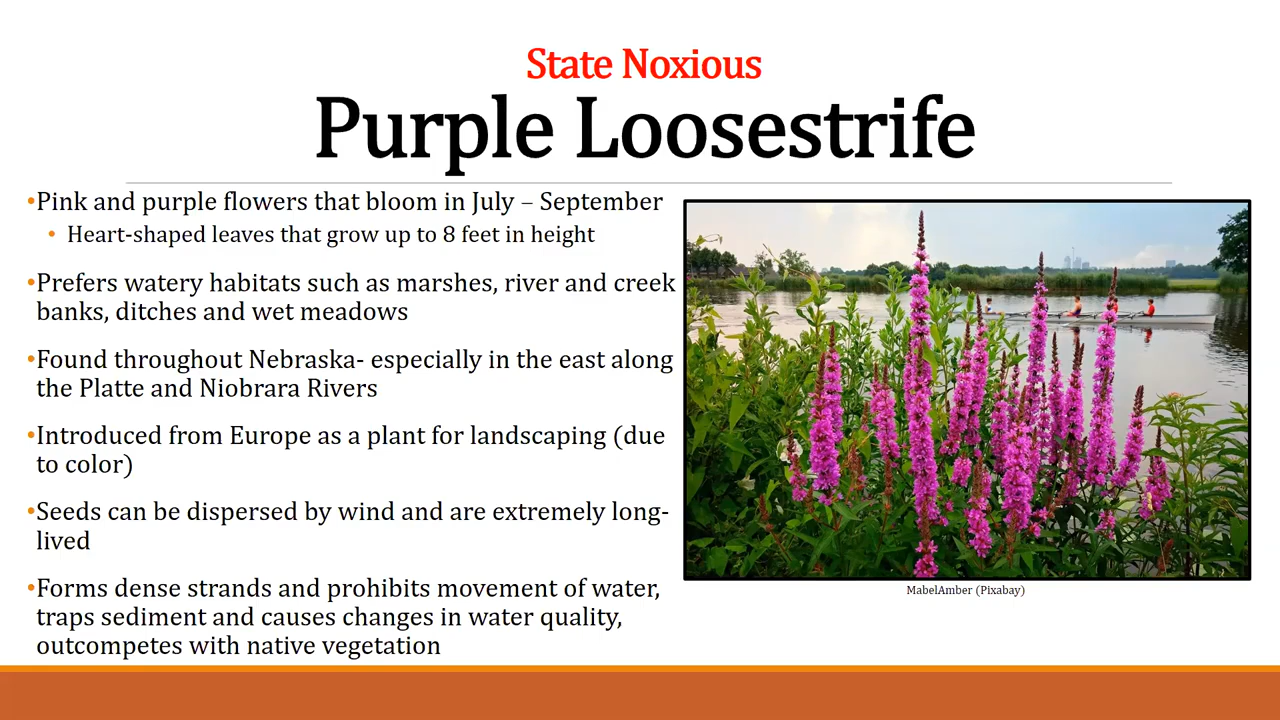 State Noxious
Purple Loosestrife
•Pink and purple flowers that bloom in July – September
• Heart-shaped leaves that grow up to 8 feet in height
•Prefers watery habitats such as marshes, river and creek
banks, ditches and wet meadows
•Found throughout Nebraska- especially in the east along
the Platte and Niobrara Rivers
•Introduced from Europe as a plant for landscaping (due
to color)
•Seeds can be dispersed by wind and are extremely long-
lived
•Forms dense strands and prohibits movement of water,
traps sediment and causes changes in water quality,
outcompetes with native vegetation
MabelAmber (Pixabay)